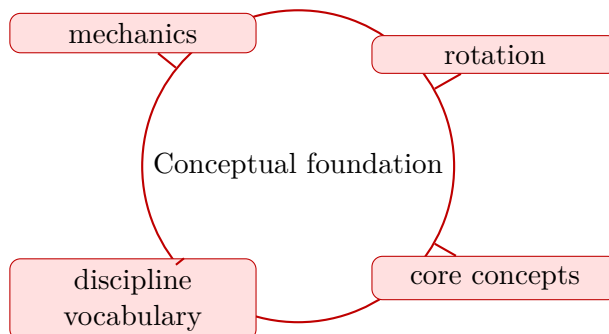 mechanics
rotation
Conceptual foundation
discipline
vocabulary
core concepts